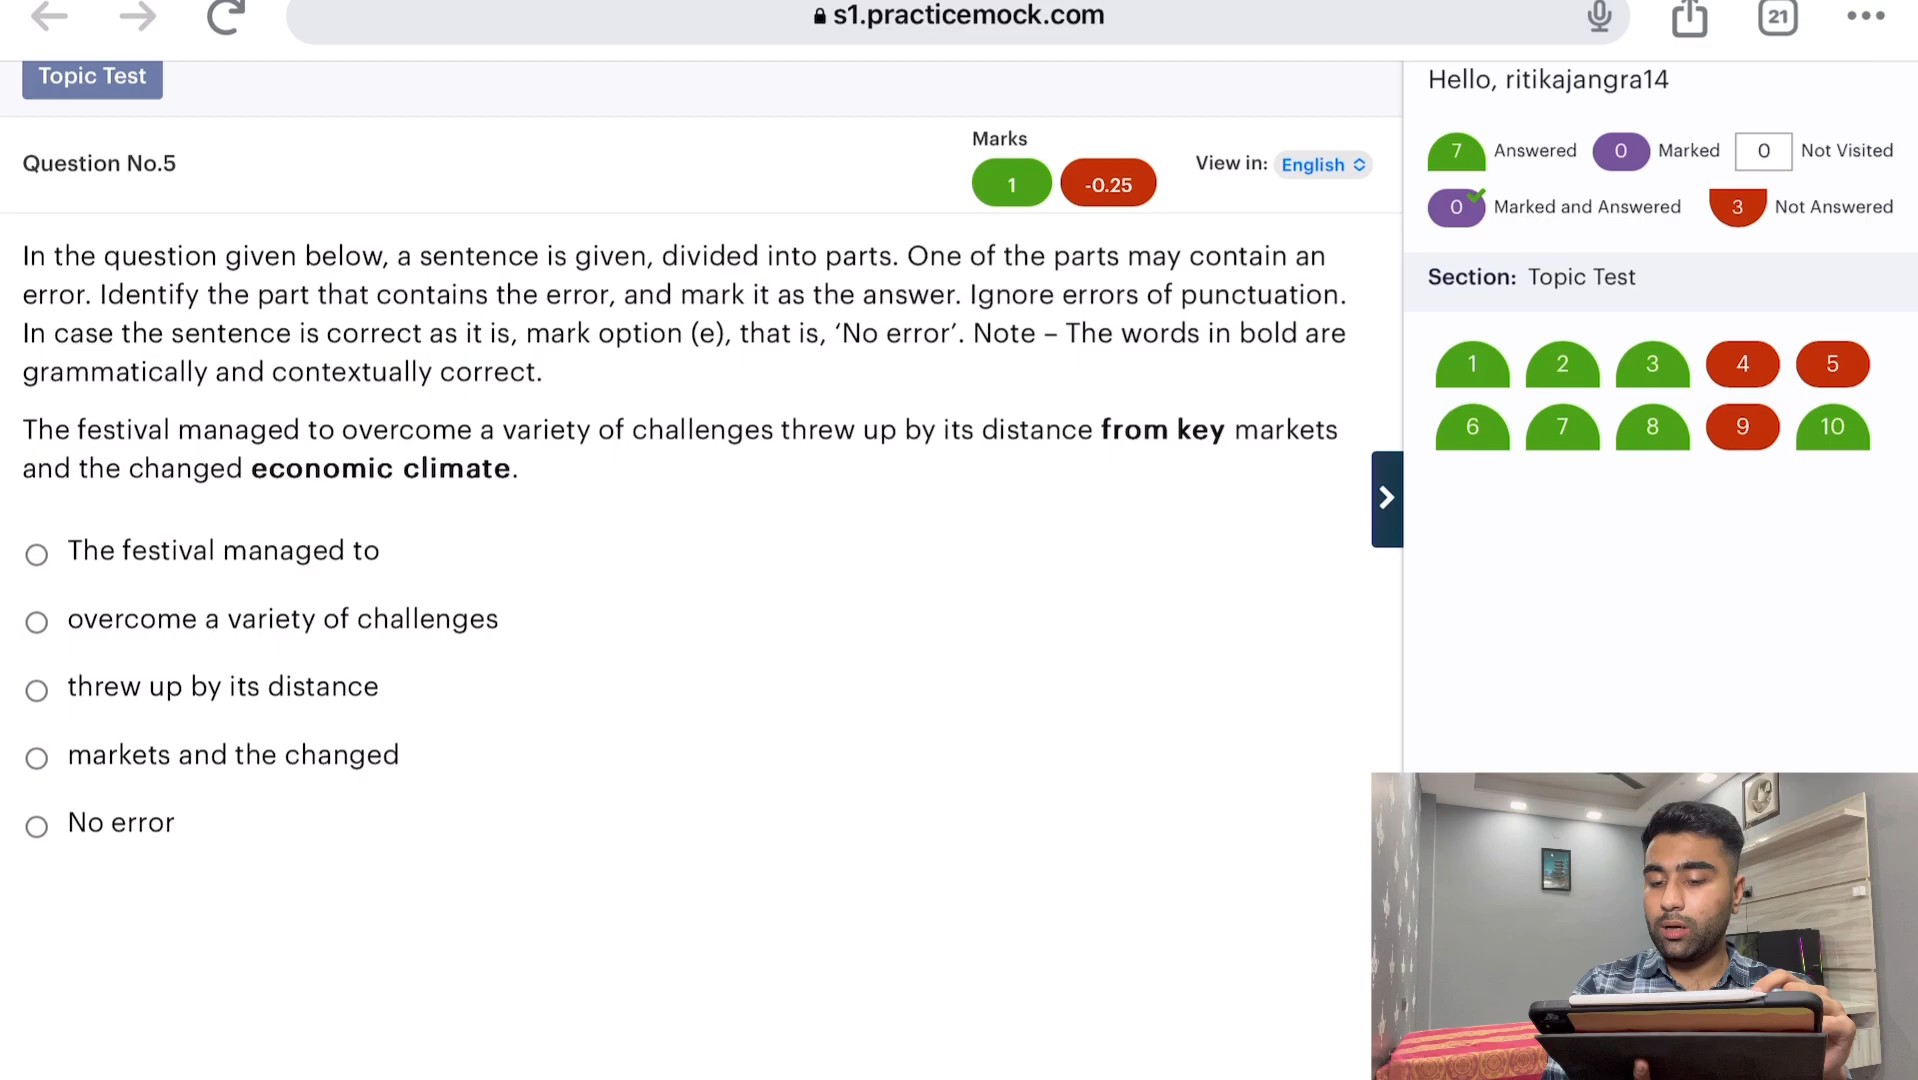 s1.practicemock.com
21
Topic Test
Hello, ritikajangra14
Question No.5
Marks
1
-0.25
View in: English
7 Answered
0 Marked
0 Not Visited
0 Marked and Answered
3 Not Answered
Section: Topic Test
1 2 3 4 5
6 7 8 9 10
In the question given below, a sentence is given, divided into parts. One of the parts may contain an
error. Identify the part that contains the error, and mark it as the answer. Ignore errors of punctuation.
In case the sentence is correct as it is, mark option (e), that is, ‘No error’. Note – The words in bold are
grammatically and contextually correct.
The festival managed to overcome a variety of challenges threw up by its distance from key markets
and the changed economic climate.
The festival managed to
overcome a variety of challenges
threw up by its distance
markets and the changed
No error